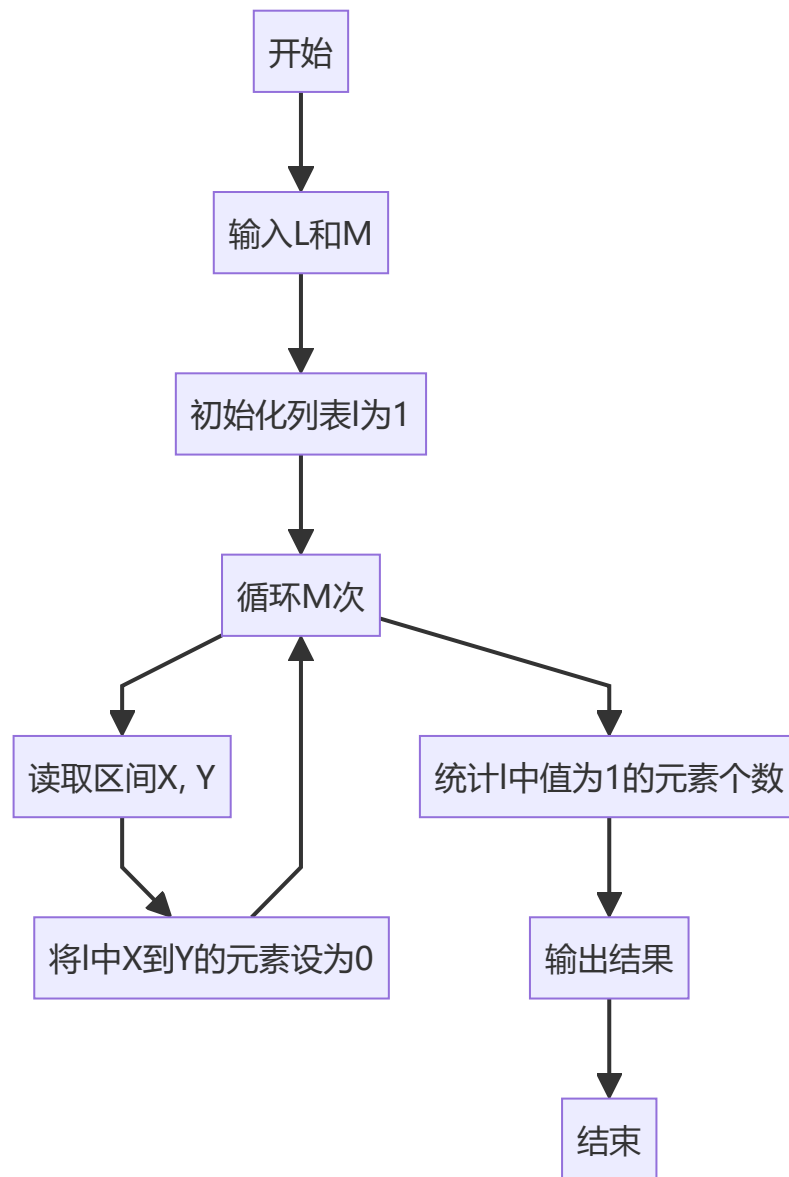 开始
输入L和M
初始化列表l为1
循环M次
读取区间X, Y
统计l中值为1的元素个数
将l中X到Y的元素设为0
输出结果
结束